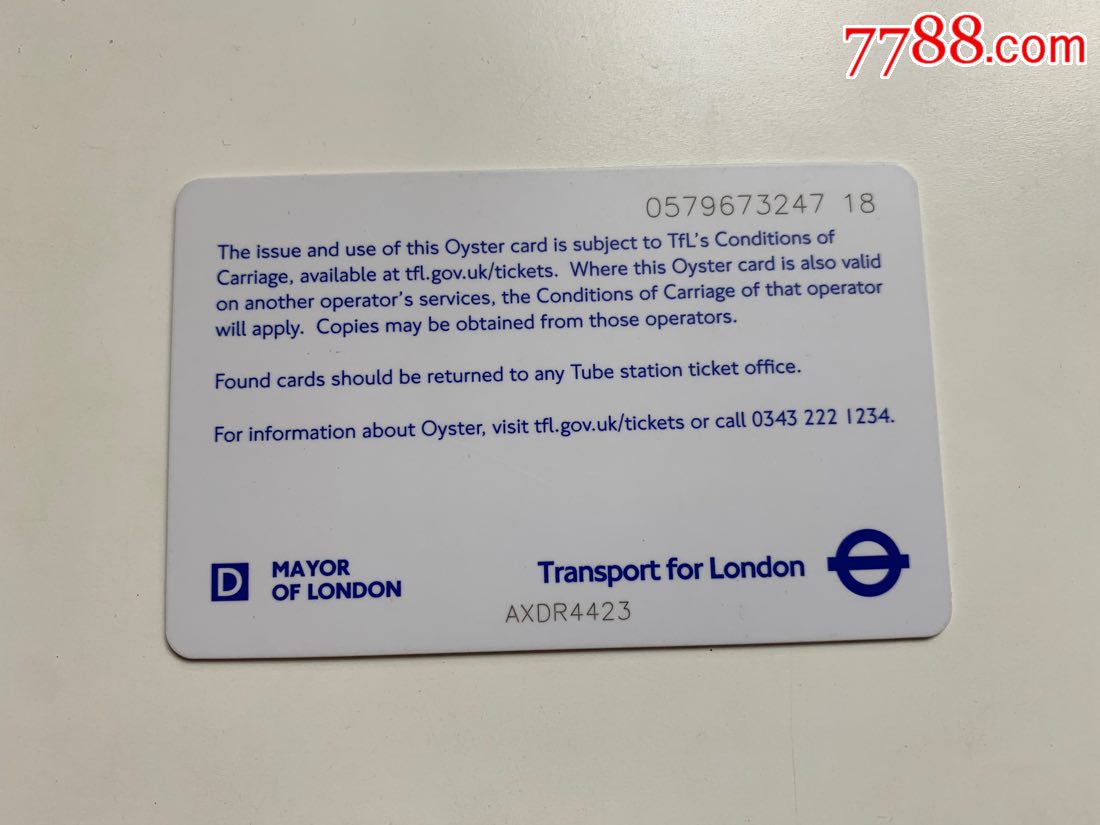 7788.com
0579673247 18
The issue and use of this Oyster card is subject to TfL's Conditions of
Carriage, available at tfl.gov.uk/tickets.  Where this Oyster card is also valid
on another operator's services, the Conditions of Carriage of that operator
will apply.  Copies may be obtained from those operators.
Found cards should be returned to any Tube station ticket office.
For information about Oyster, visit tfl.gov.uk/tickets or call 0343 222 1234.
D
MAYOR
OF LONDON
Transport for London
AXDR4423